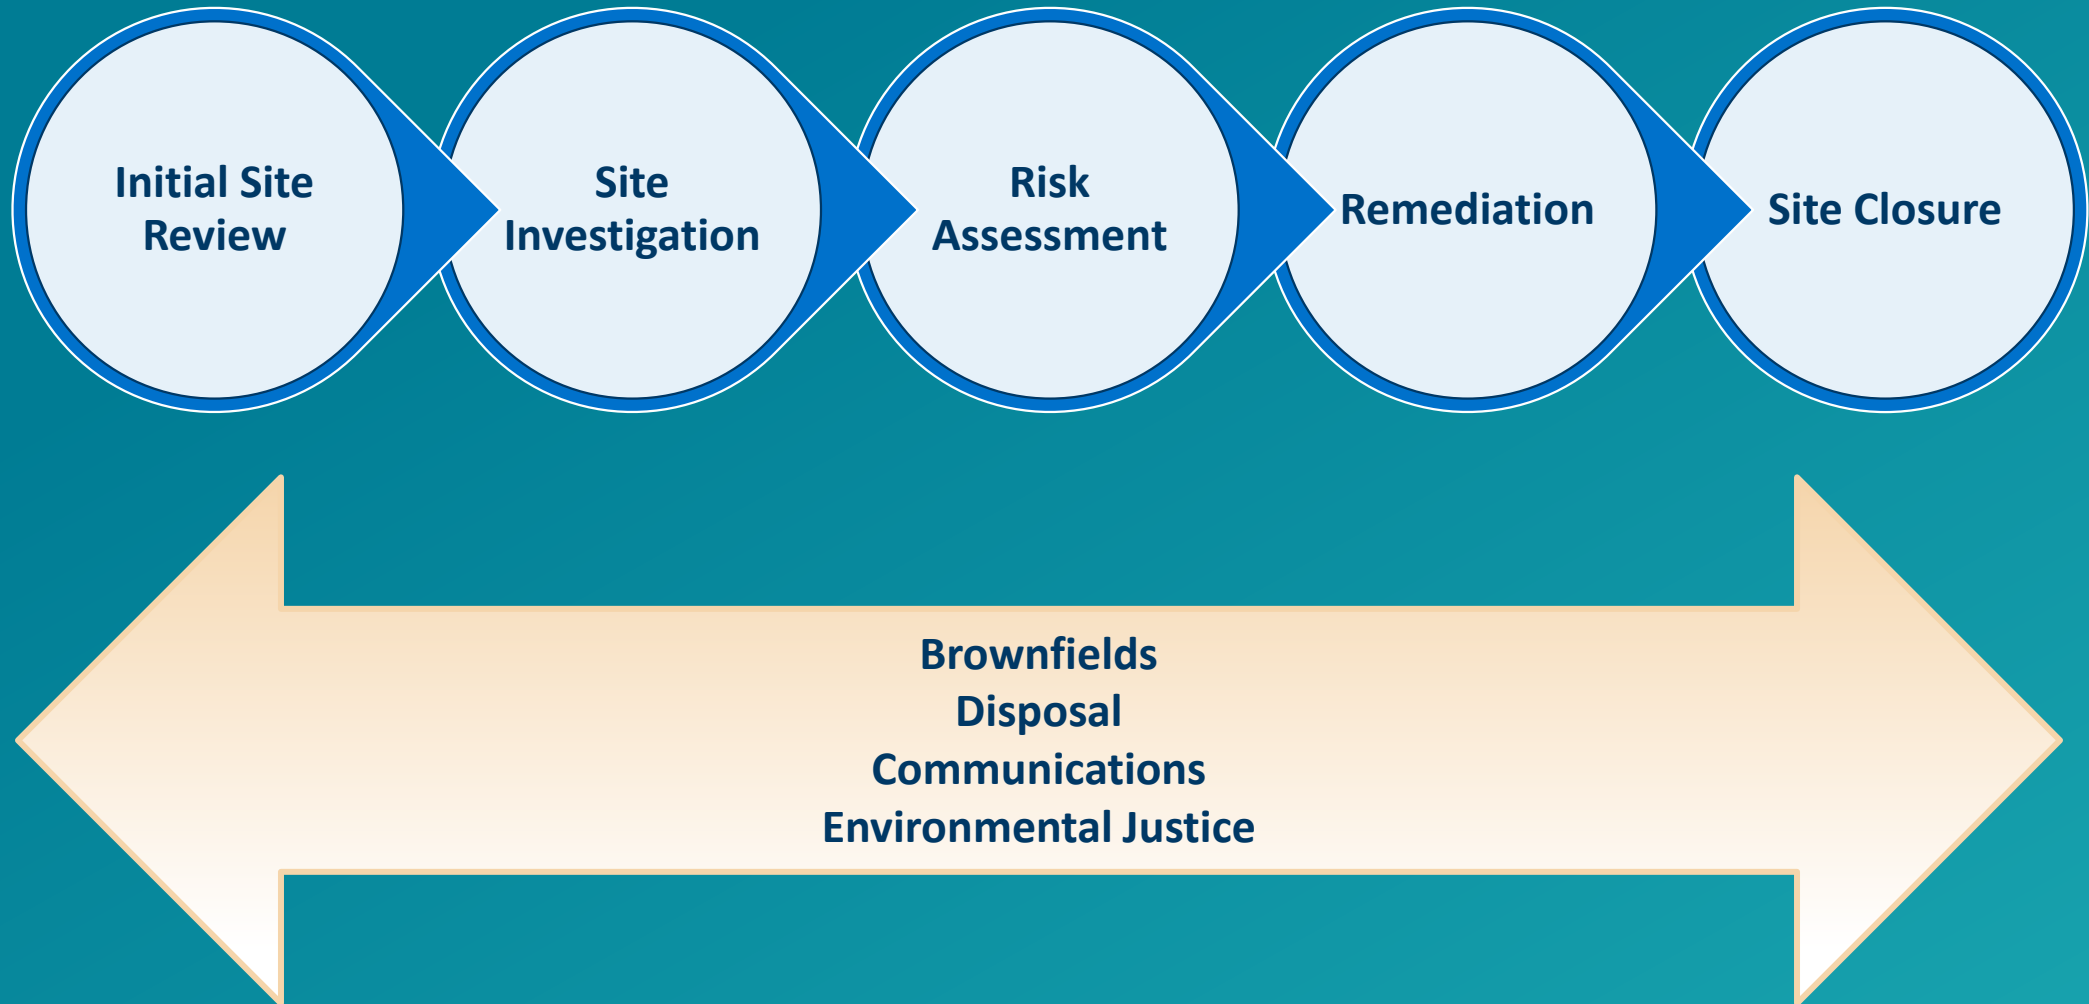 Initial Site
Review
Site
Investigation
Risk
Assessment
Remediation
Site Closure
Brownfields
Disposal
Communications
Environmental Justice